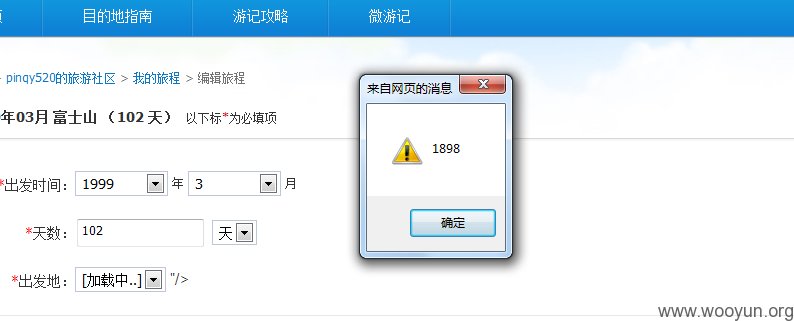 目的地指南 游记攻略 微游记
pinqy520的旅游社区 > 我的旅程 > 编辑旅程
年03月 富士山 （102 天） 以下标*为必填项
来自网页的消息
1898
确定
*出发时间： 1999 年 3 月
*天数： 102 天
*出发地： [加载中..] "/>
www.wooyun.org